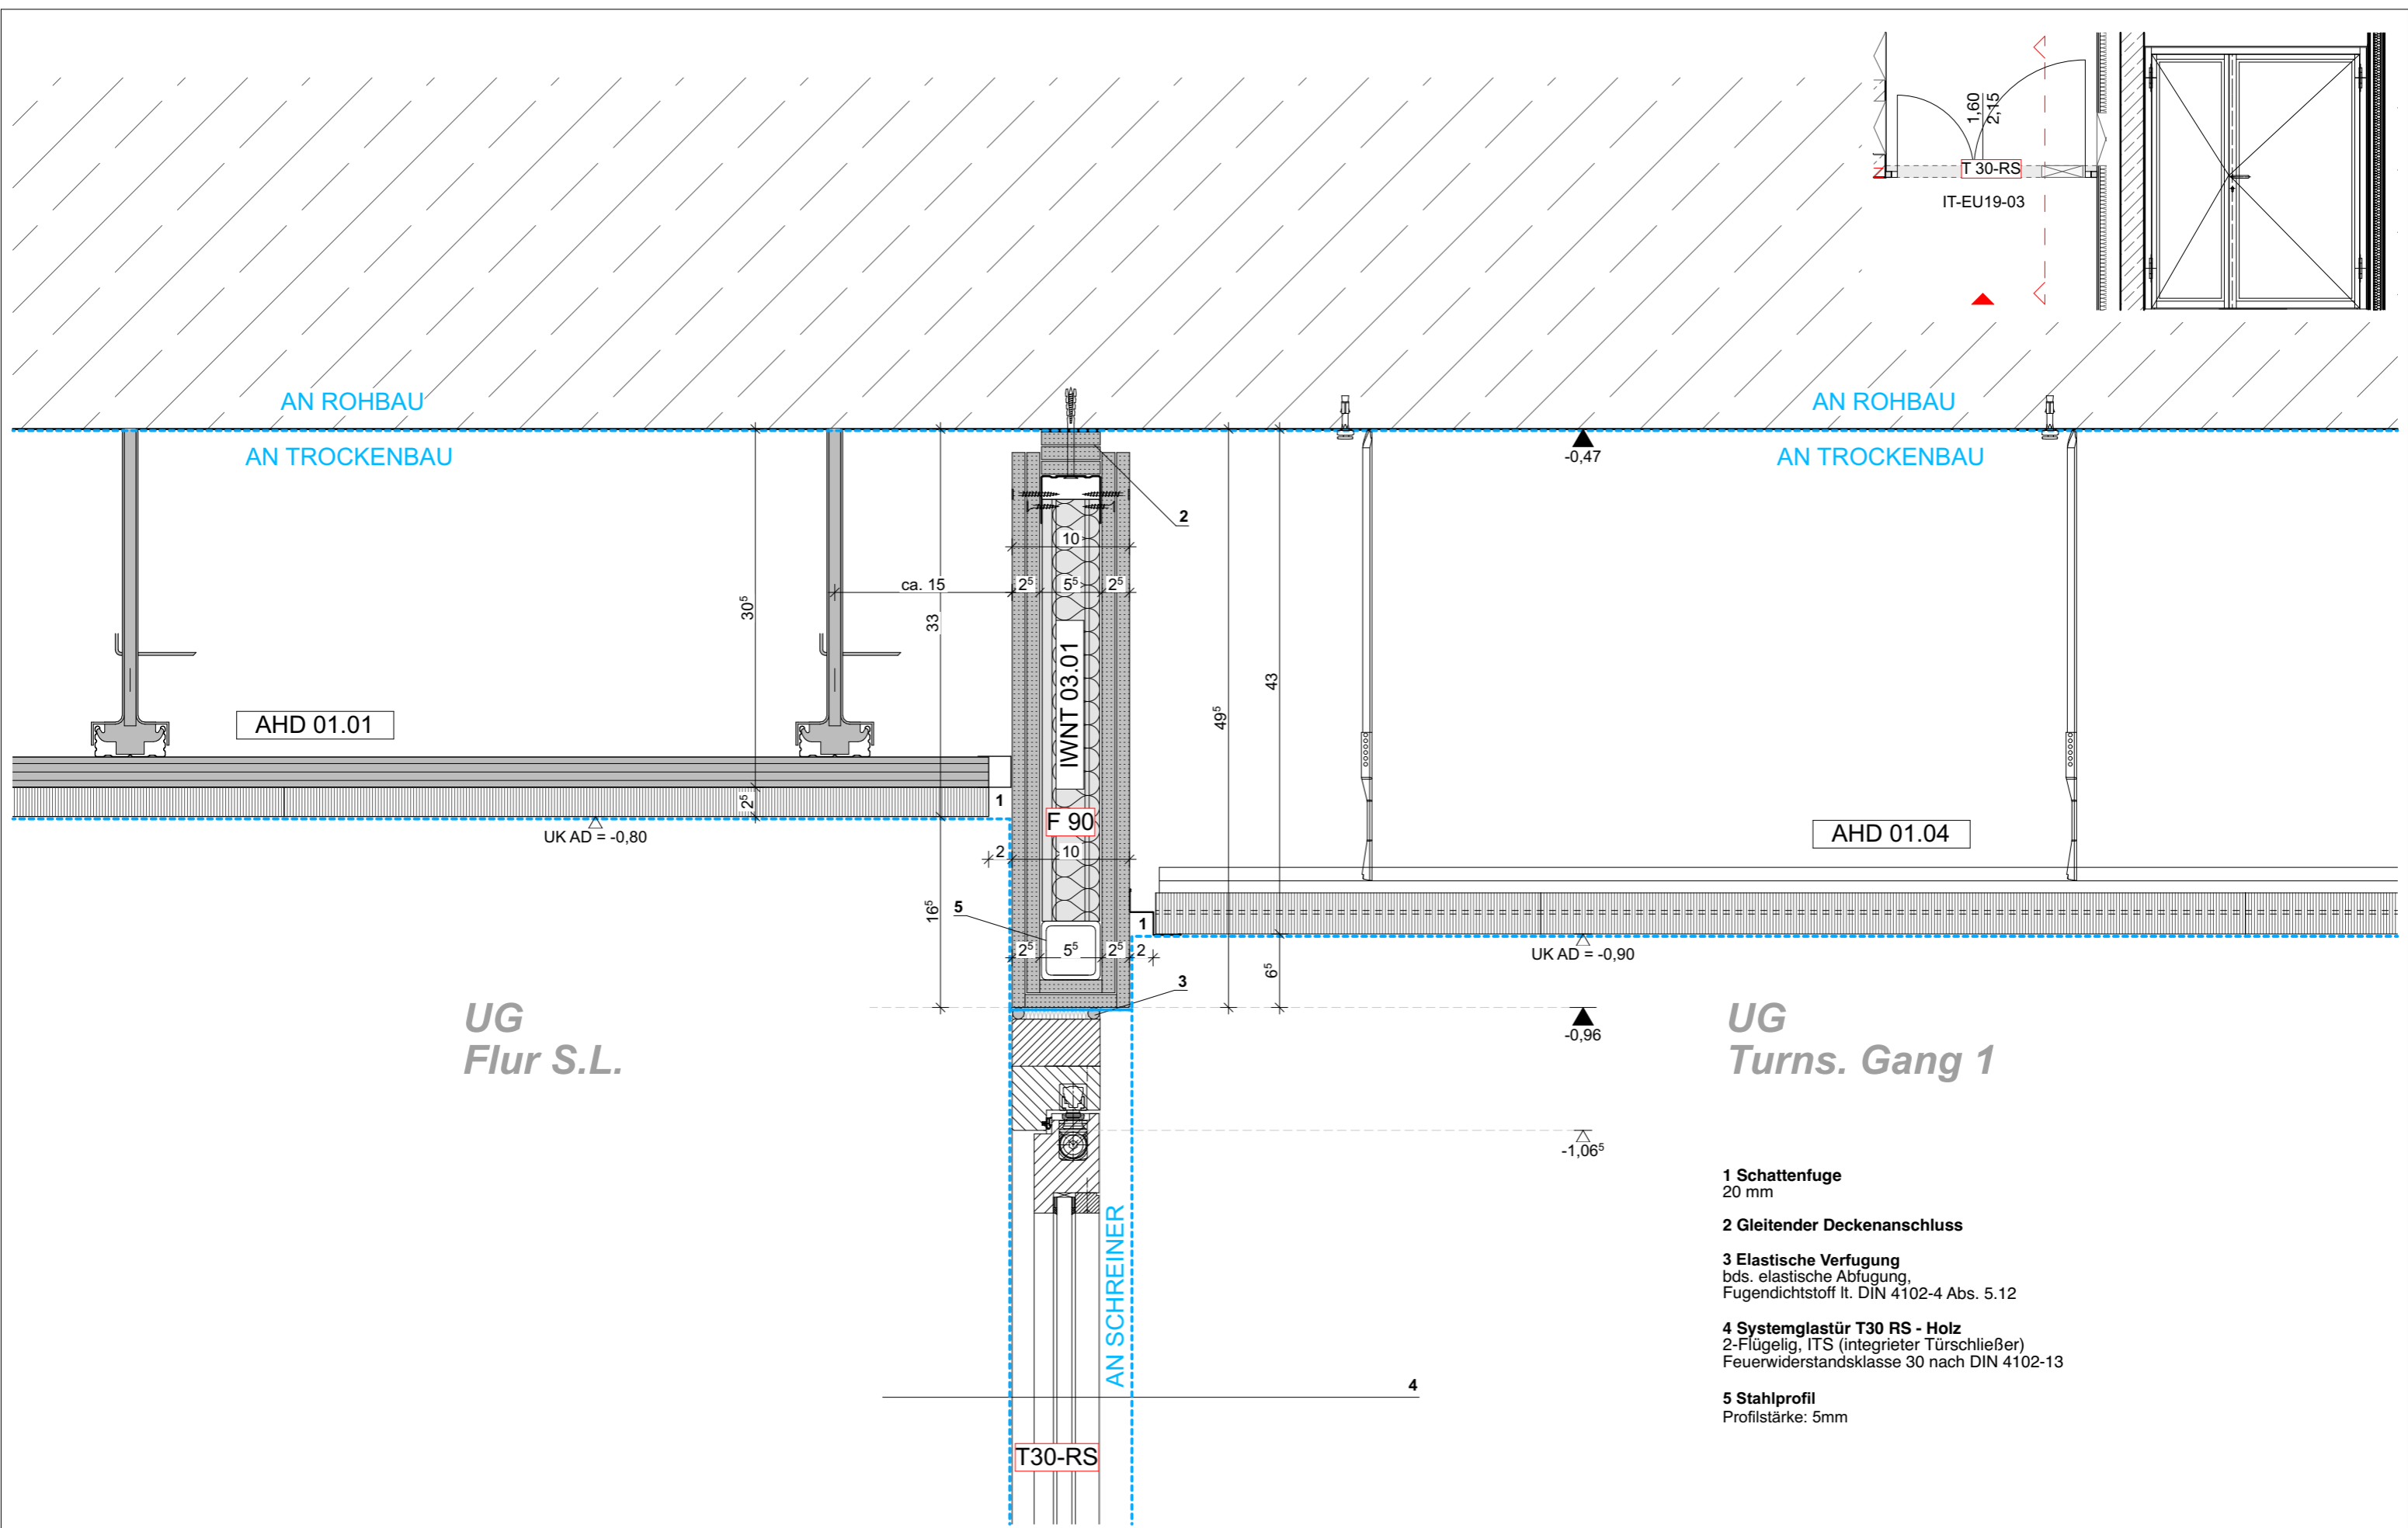 1,60
2,15
T 30-RS
IT-EU19-03
AN ROHBAU
AN ROHBAU
AN TROCKENBAU
AN TROCKENBAU
-0,47
2
10
ca. 15
2⁵
5⁵
2⁵
30⁵
33
IWNT 03.01
43
49⁵
AHD 01.01
2⁵
1
F 90
UK AD = -0,80
AHD 01.04
2
10
16⁵
5
1
2⁵
5⁵
2⁵
2
UK AD = -0,90
6⁵
3
UG
Flur S.L.
UG
Turns. Gang 1
-0,96
-1,06⁵
AN SCHREINER
4
T30-RS
1 Schattenfuge
20 mm
2 Gleitender Deckenanschluss
3 Elastische Verfugung
bds. elastische Abfugung,
Fugendichtstoff lt. DIN 4102-4 Abs. 5.12
4 Systemglastür T30 RS - Holz
2-Flügelig, ITS (integrieter Türschließer)
Feuerwiderstandsklasse 30 nach DIN 4102-13
5 Stahlprofil
Profilstärke: 5mm